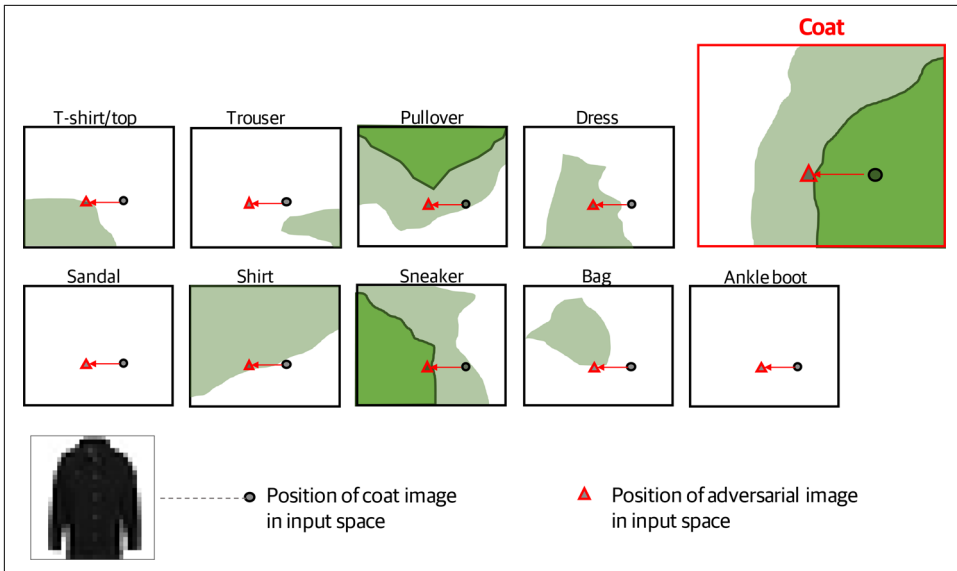 Coat
T-shirt/top
Trouser
Pullover
Dress
Sandal
Shirt
Sneaker
Bag
Ankle boot
Position of coat image
in input space
Position of adversarial image
in input space